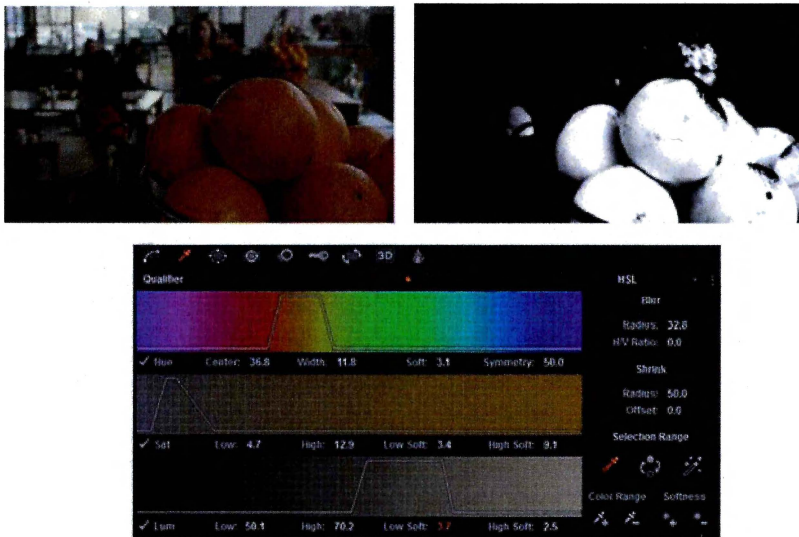 3D
Qualifier HSL
Blur
Radius: 32.8
H/V Ratio: 0.0
Hue Center: 36.8 Width: 11.8 Soft: 3.1 Symmetry: 50.0
Shrink
Radius: 50.0
Offset: 0.0
Sat Low: 4.7 High: 12.9 Low Soft: 3.4 High Soft: 9.1
Selection Range
Color Range Softness
Lum Low: 50.1 High: 70.2 Low Soft: 3.7 High Soft: 2.5